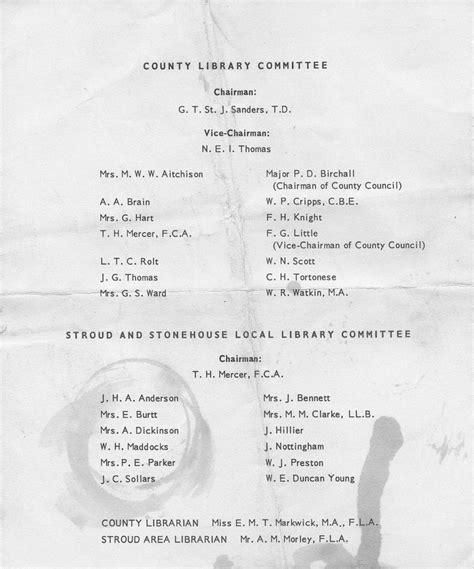 COUNTY LIBRARY COMMITTEE
Chairman:
G. T. St. J. Sanders, T.D.
Vice-Chairman:
N. E. I. Thomas
Mrs. M. W. W. Aitchison
Major P. D. Birchall
(Chairman of County Council)
A. A. Brain
W. P. Cripps, C.B.E.
Mrs. G. Hart
F. H. Knight
T. H. Mercer, F.C.A.
F. G. Little
(Vice-Chairman of County Council)
L. T. C. Rolt
W. N. Scott
J. G. Thomas
C. H. Tortonese
Mrs. G. S. Ward
W. R. Watkin, M.A.
STROUD AND STONEHOUSE LOCAL LIBRARY COMMITTEE
Chairman:
T. H. Mercer, F.C.A.
J. H. A. Anderson
Mrs. J. Bennett
Mrs. E. Burtt
Mrs. M. M. Clarke, LL.B.
Mrs. A. Dickinson
J. Hillier
W. H. Maddocks
J. Nottingham
Mrs. P. E. Parker
W. J. Preston
J. C. Sollars
W. E. Duncan Young
COUNTY LIBRARIAN Miss E. M. T. Markwick, M.A., F.L.A.
STROUD AREA LIBRARIAN Mr. A. M. Morley, F.L.A.